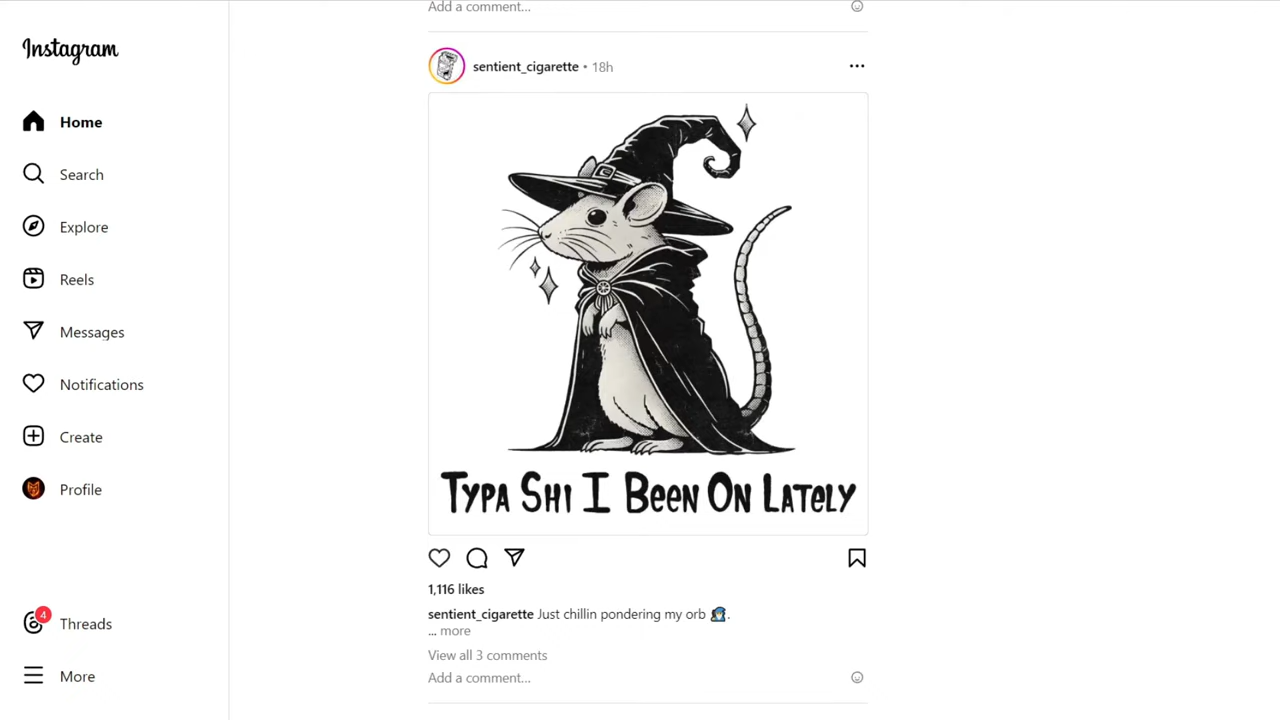 Add a comment...
Instagram
sentient_cigarette • 18h
Home
Search
Explore
Reels
Messages
Notifications
Create
Profile
4
Threads
More
TYPA SHI I BEEN ON LATELY
1,116 likes
sentient_cigarette Just chillin pondering my orb 🧙‍♂️.
... more
View all 3 comments
Add a comment...